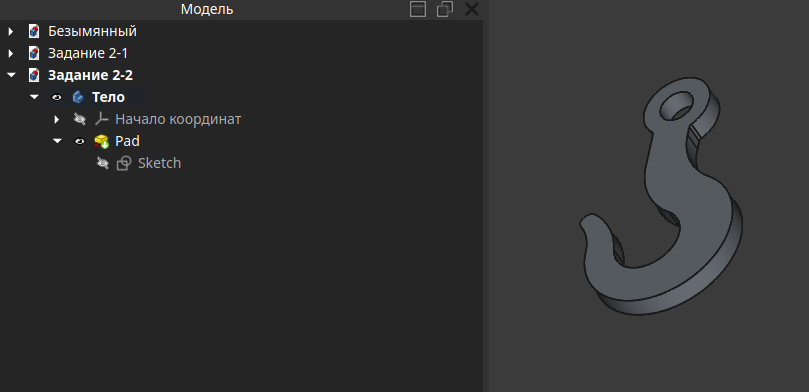 Модель
Безымянный
Задание 2-1
Задание 2-2
Тело
Начало координат
Pad
Sketch